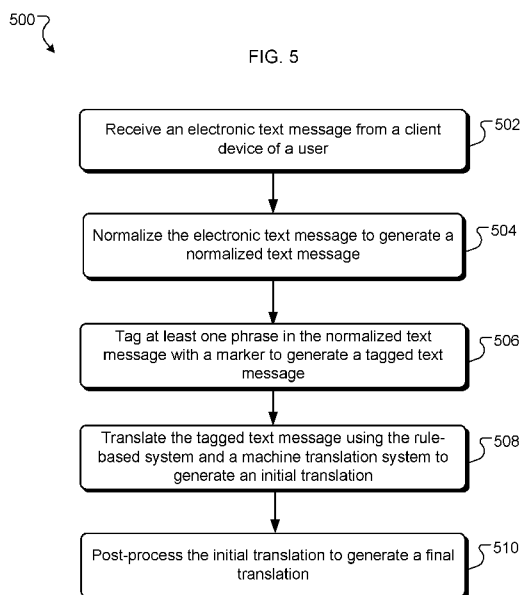 500
FIG. 5
Receive an electronic text message from a client
device of a user
502
Normalize the electronic text message to generate a
normalized text message
504
Tag at least one phrase in the normalized text
message with a marker to generate a tagged text
message
506
Translate the tagged text message using the rule-
based system and a machine translation system to
generate an initial translation
508
Post-process the initial translation to generate a final
translation
510